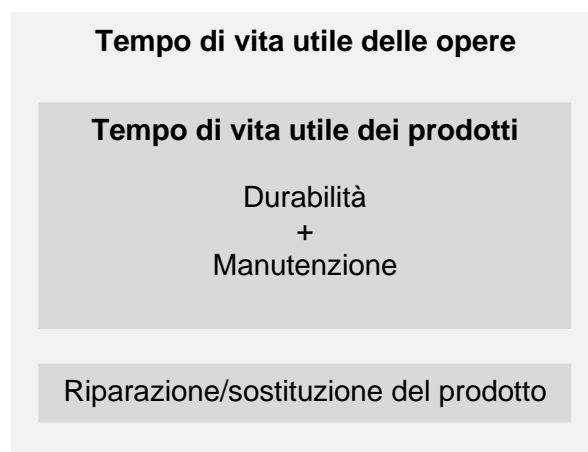 Tempo di vita utile delle opere
Tempo di vita utile dei prodotti
Durabilità
+
Manutenzione
Riparazione/sostituzione del prodotto